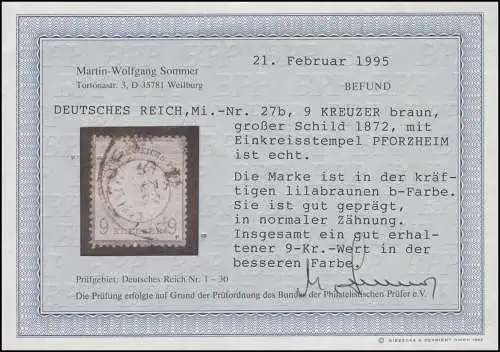 21. Februar 1995
Martin-Wolfgang Sommer
Tortonastr. 3, D-35781 Weilburg
BEFUND
DEUTSCHES REICH,Mi.-Nr. 27b, 9 KREUZER braun,
großer Schild 1872, mit
Einkreisstempel PFORZHEIM
ist echt.
Die Marke ist in der kräf-
tigen lilabraunen b-Farbe.
Sie ist gut geprägt,
in normaler Zähnung.
Insgesamt ein gut erhal-
tener 9-Kr.-Wert in der
besseren Farbe.
9 KREUZER 9
Prüfgebiet: Deutsches Reich Nr. 1 – 30
Die Prüfung erfolgte auf Grund der Prüfordnung des Bundes der Philatelistischen Prüfer e.V.